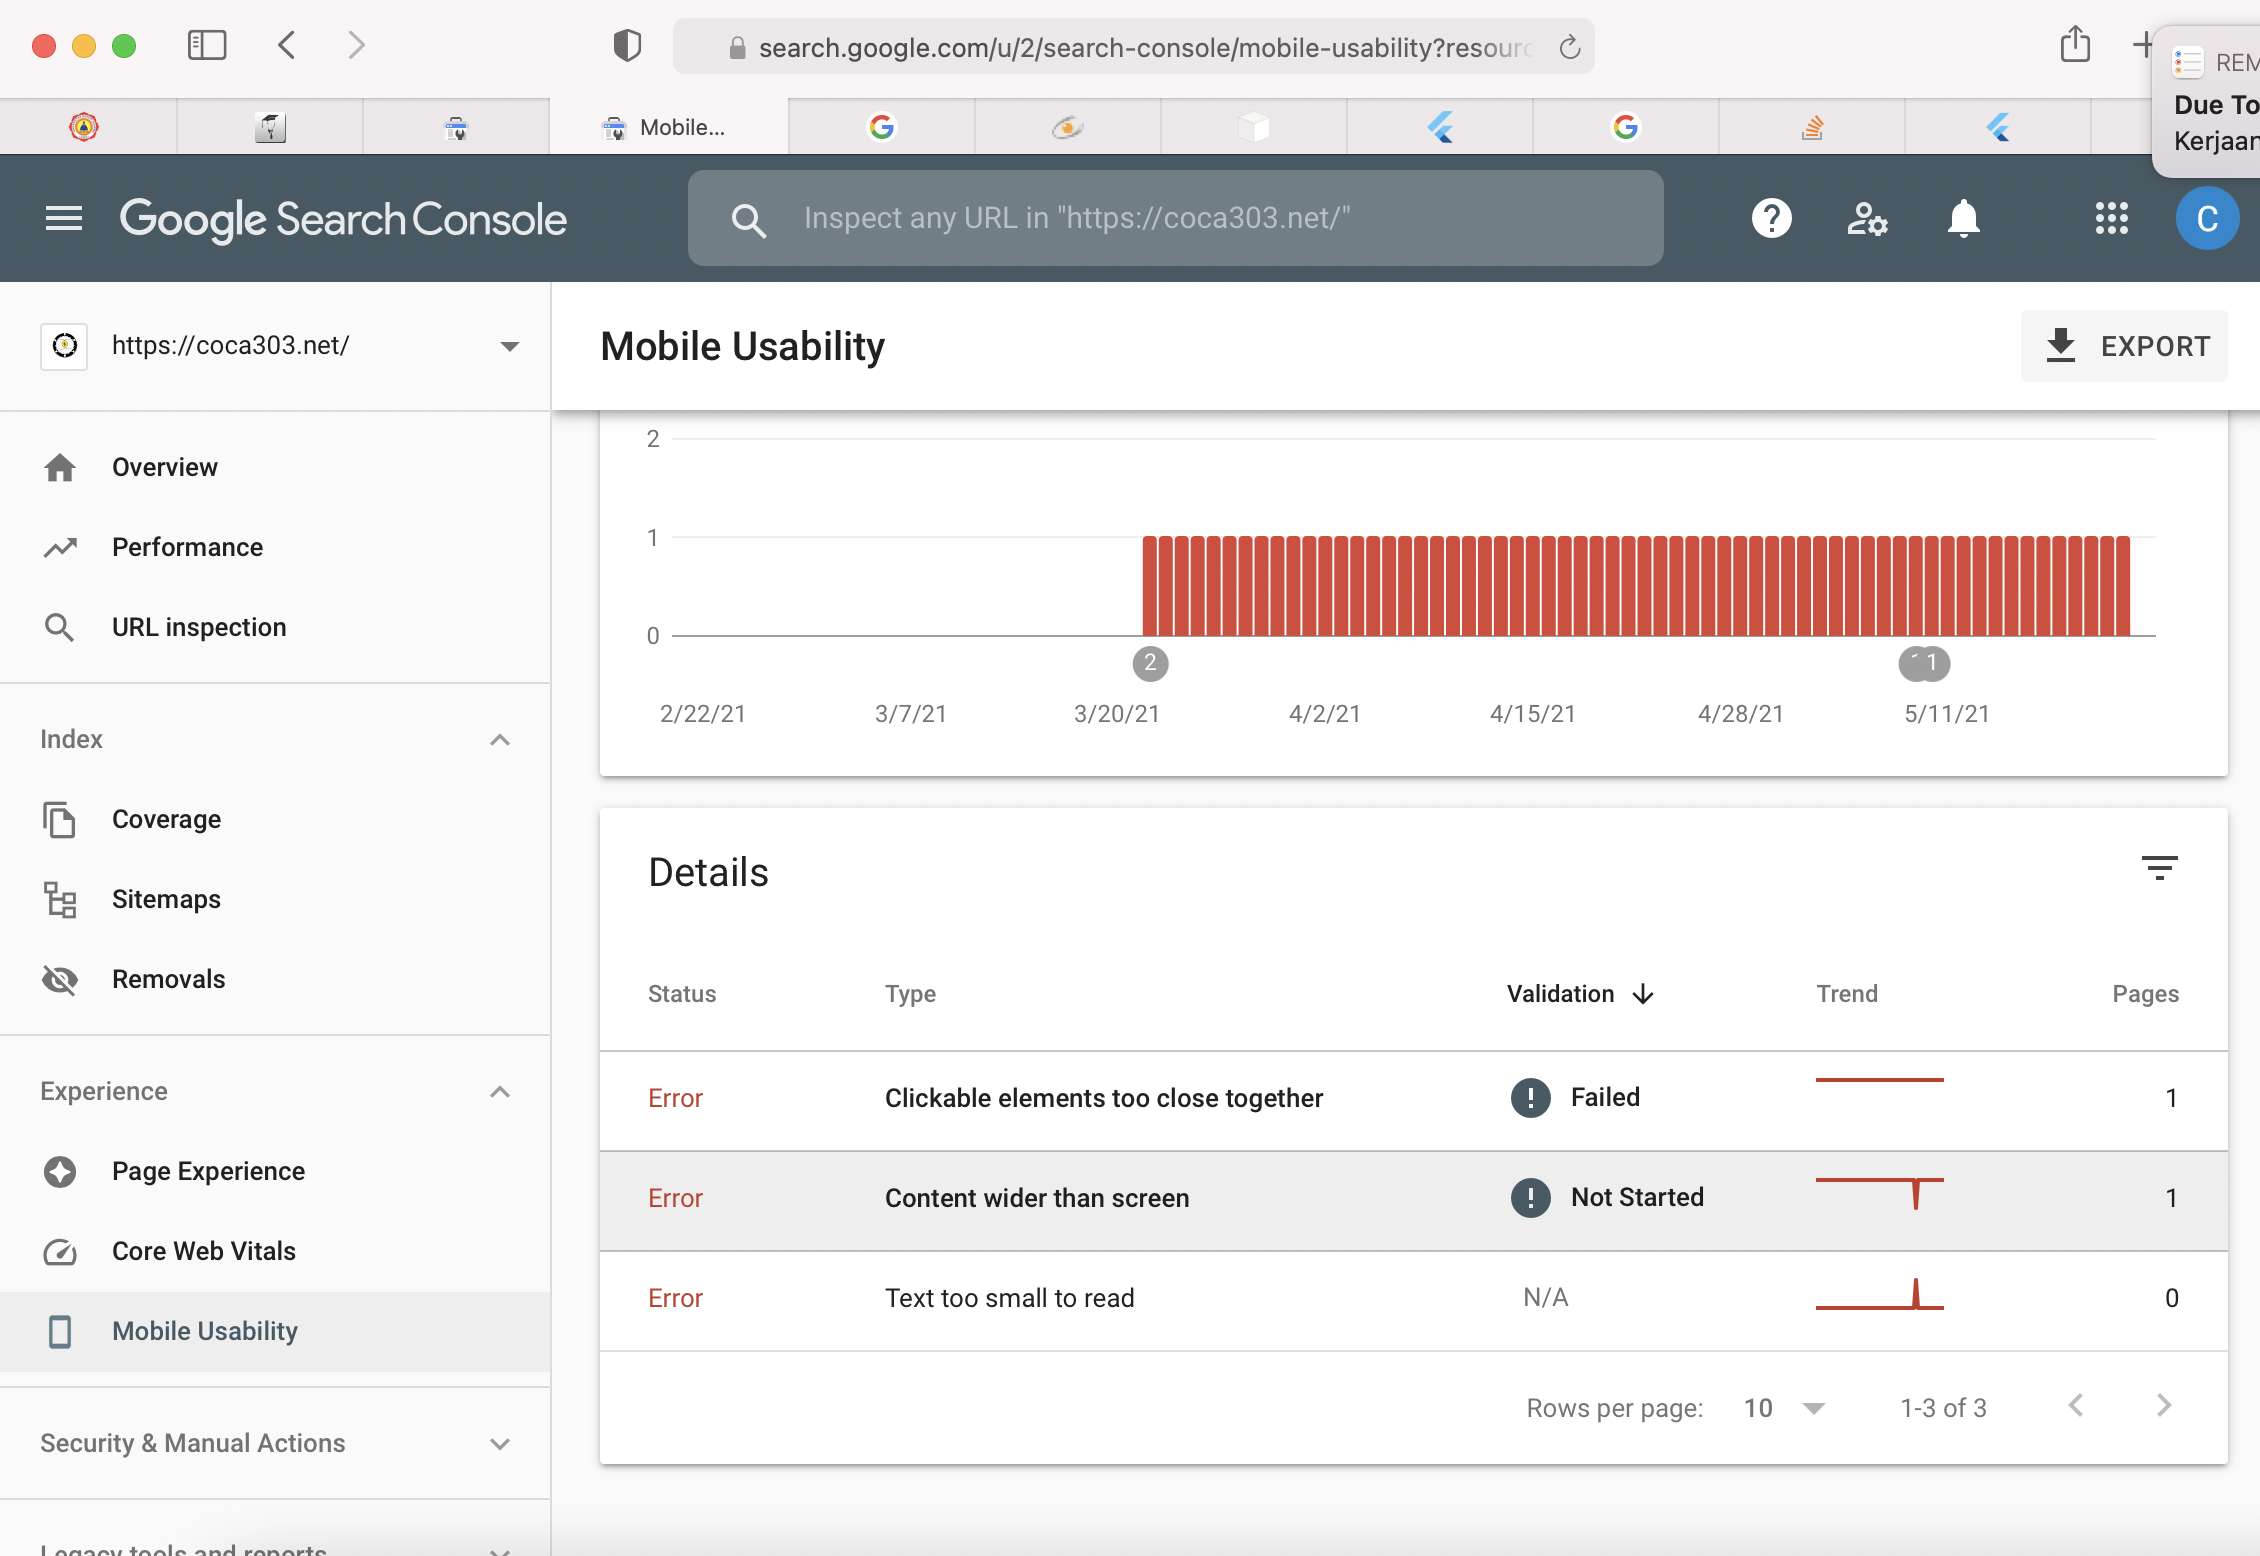 search.google.com/u/2/search-console/mobile-usability?resour
REM
Due To
Kerjaan
Mobile...
Google Search Console
Inspect any URL in "https://coca303.net/"
C
https://coca303.net/
Overview
Performance
URL inspection
Index
Coverage
Sitemaps
Removals
Experience
Page Experience
Core Web Vitals
Mobile Usability
Security & Manual Actions
Legacy tools and reports
Mobile Usability
EXPORT
2
1
0
2
1
2/22/21 3/7/21 3/20/21 4/2/21 4/15/21 4/28/21 5/11/21
Details
Status Type Validation Trend Pages
Error Clickable elements too close together Failed 1
Error Content wider than screen Not Started 1
Error Text too small to read N/A 0
Rows per page: 10 1-3 of 3